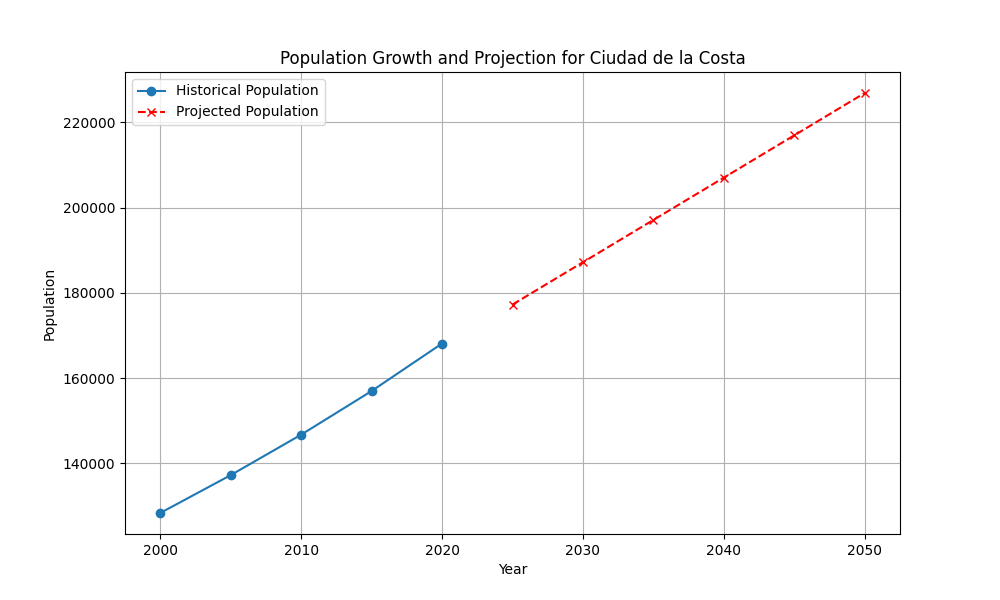 Population Growth and Projection for Ciudad de la Costa
Historical Population
Projected Population
220000
200000
180000
160000
140000
Population
2000 2010 2020 2030 2040 2050
Year